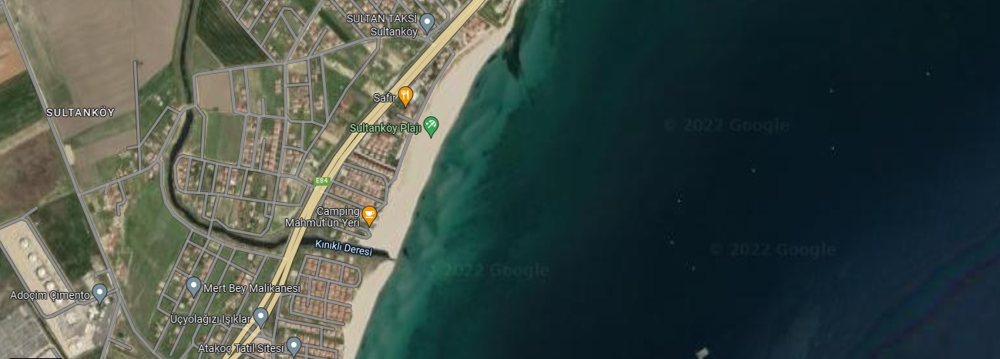 SULTAN TAKSİ
Sultanköy
Safir
SULTANKÖY
Sultanköy Plajı
© 2022 Google
E84
Camping
Mahmut'un Yeri
Kınıklı Deresi
© 2022 Google
2022 Google
Adoçim Çimento
Mert Bey Malikanesi
Üçyolağızı Işıklar
Atakoç Tatil Sitesi